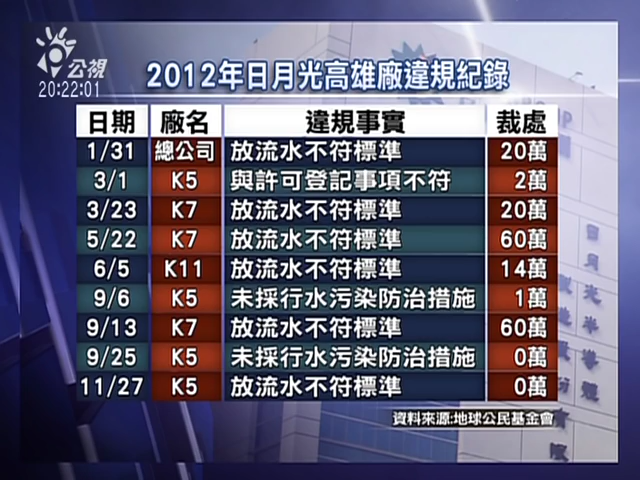 公視
20:22:01
2012年日月光高雄廠違規紀錄
日期 廠名 違規事實 裁處
1/31 總公司 放流水不符標準 20萬
3/1 K5 與許可登記事項不符 2萬
3/23 K7 放流水不符標準 20萬
5/22 K7 放流水不符標準 60萬
6/5 K11 放流水不符標準 14萬
9/6 K5 未採行水污染防治措施 1萬
9/13 K7 放流水不符標準 60萬
9/25 K5 未採行水污染防治措施 0萬
11/27 K5 放流水不符標準 0萬
資料來源:地球公民基金會
日月光半導體